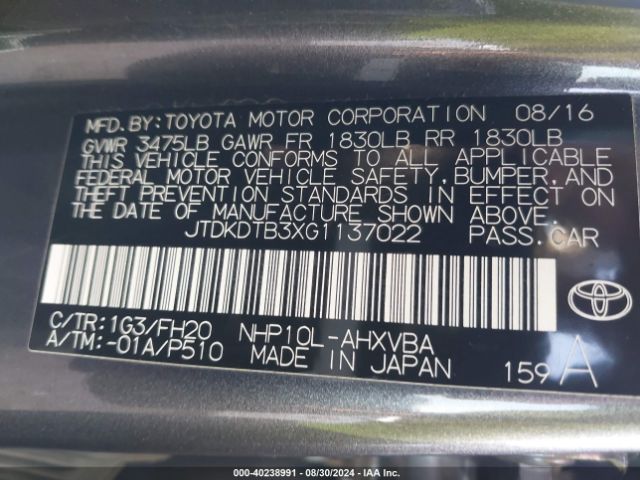 MFD.BY:TOYOTA MOTOR CORPORATION 08/16
GVWR 3475LB GAWR FR 1830LB RR 1830LB
THIS VEHICLE CONFORMS TO ALL APPLICABLE
FEDERAL MOTOR VEHICLE SAFETY,BUMPER,AND
THEFT PREVENTION STANDARDS IN EFFECT ON
THE DATE OF MANUFACTURE SHOWN ABOVE.
JTDKDTB3XG1137022 PASS.CAR
C/TR:1G3/FH20 NHP10L-AHXVBA
A/TM:-01A/P510 MADE IN JAPAN 159 A
000-40238991 | 08/30/2024 | IAA Inc.